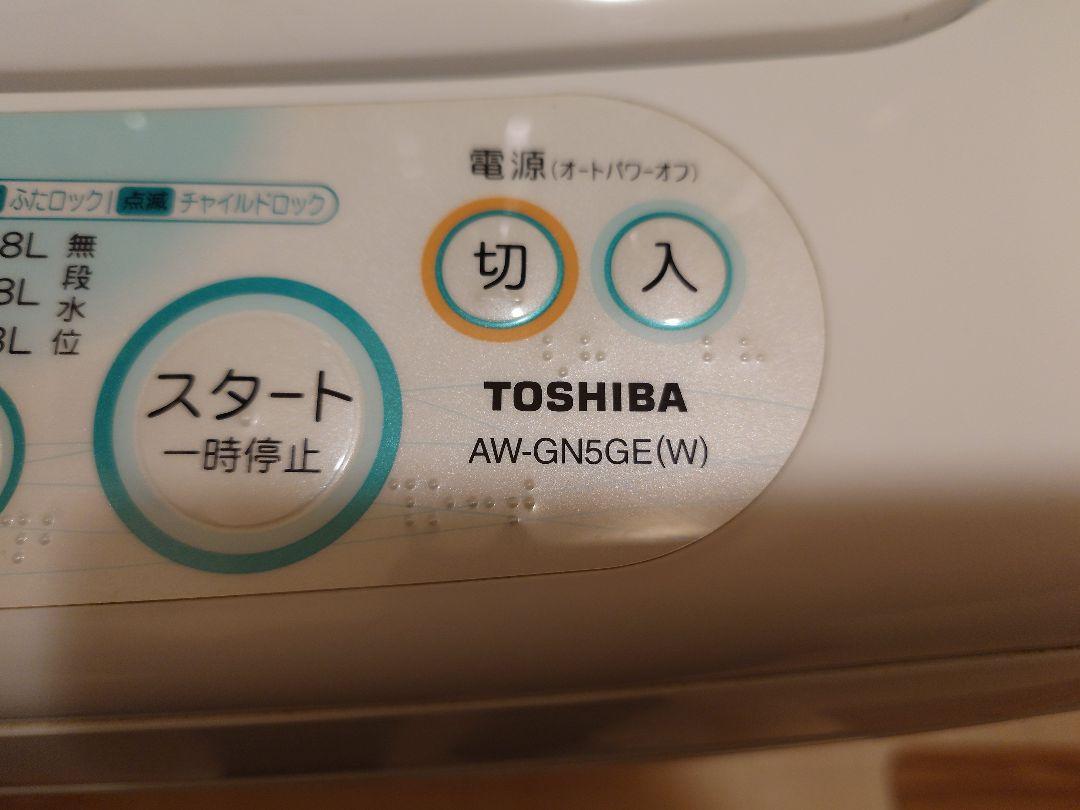 電源(オートパワーオフ)
ふたロック | 点滅 チャイルドロック
切 入
8L
8L
8L
無段水位
スタート
一時停止
TOSHIBA
AW-GN5GE(W)